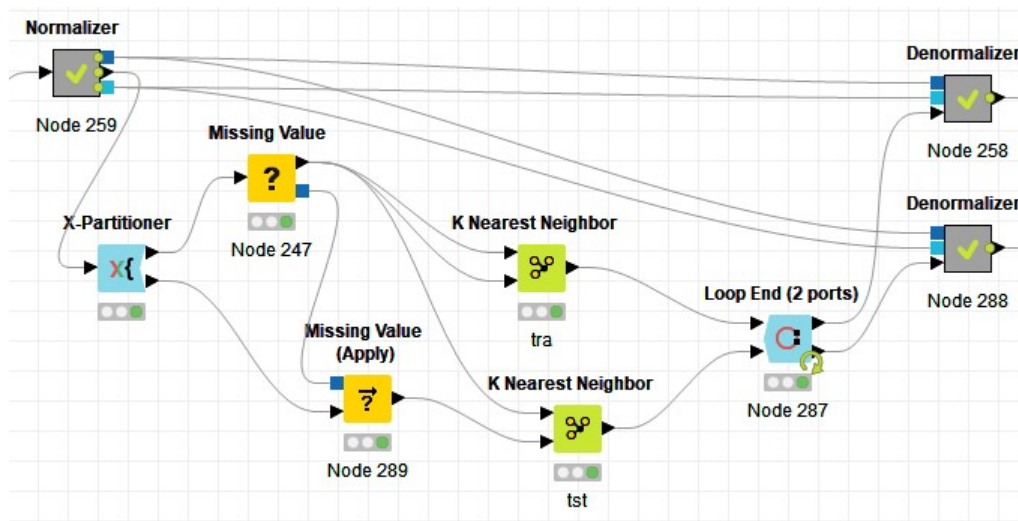 Normalizer
Node 259
Denormalizer
Node 258
Missing Value
?
Node 247
X-Partitioner
X{
K Nearest Neighbor
tra
Denormalizer
Node 288
Loop End (2 ports)
Node 287
Missing Value
(Apply)
?
Node 289
K Nearest Neighbor
tst